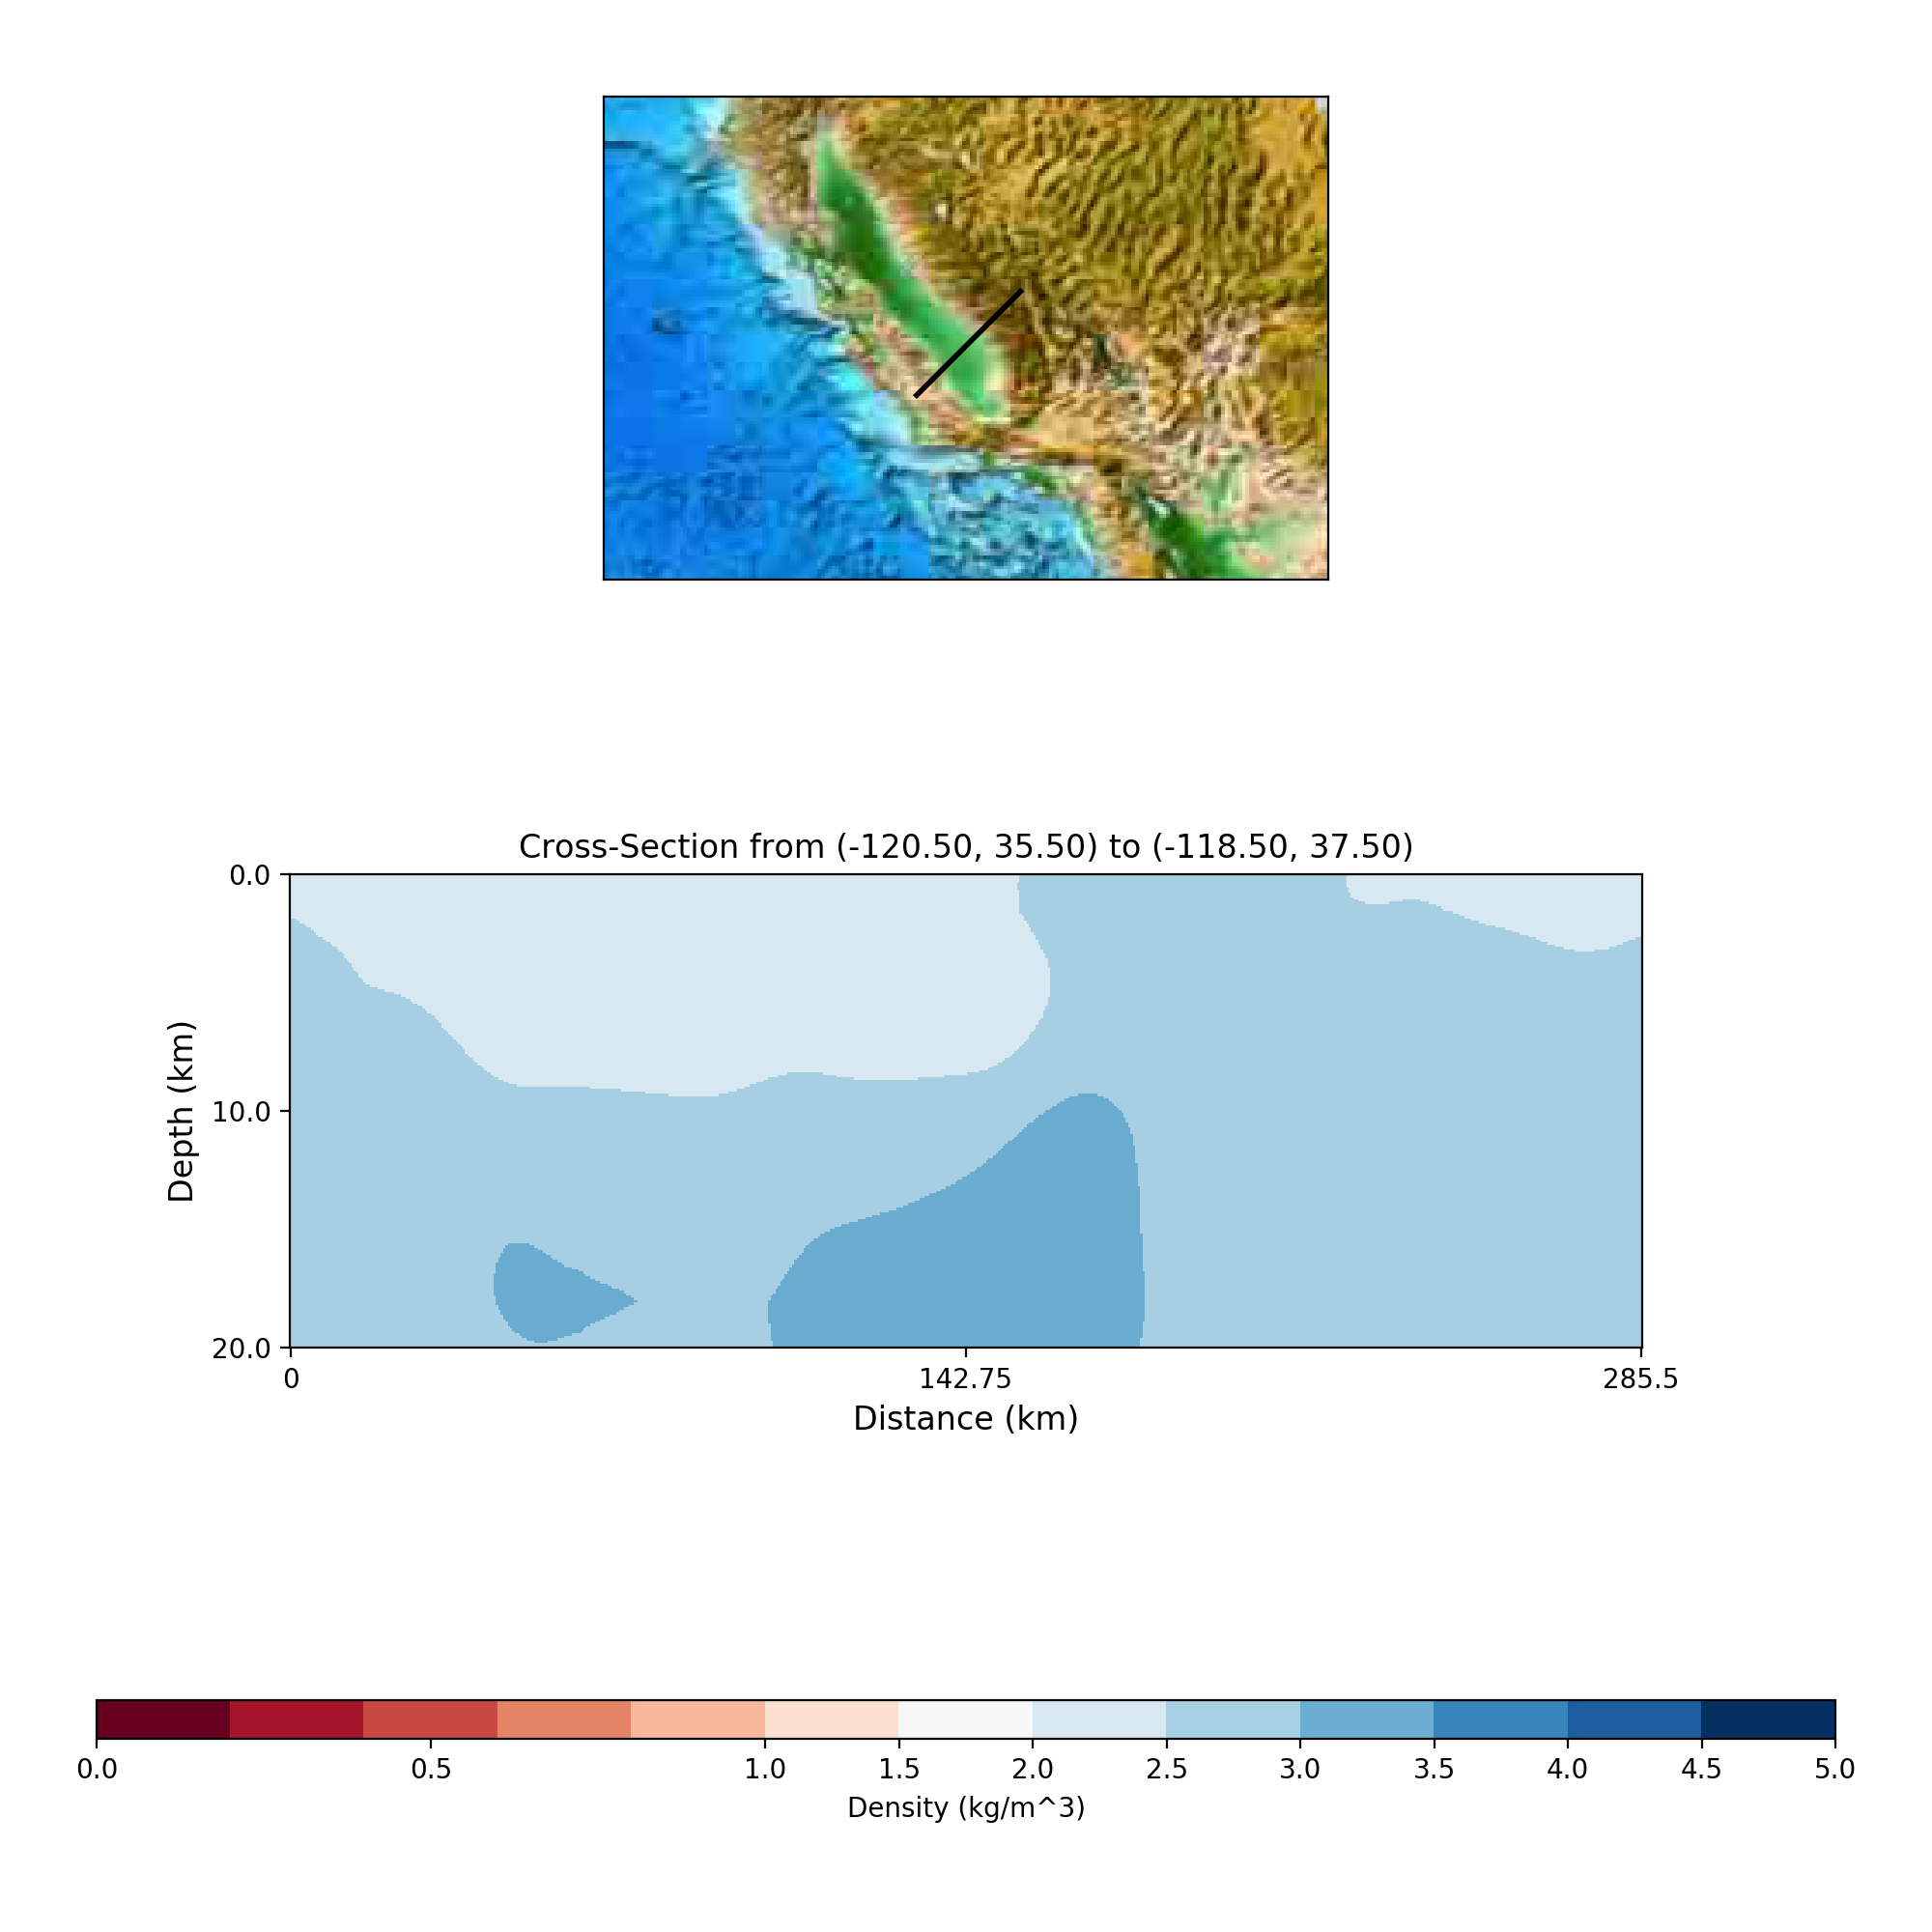 Cross-Section from (-120.50, 35.50) to (-118.50, 37.50)
0.0
10.0
20.0
Depth (km)
0 142.75 285.5
Distance (km)
0.0 0.5 1.0 1.5 2.0 2.5 3.0 3.5 4.0 4.5 5.0
Density (kg/m^3)